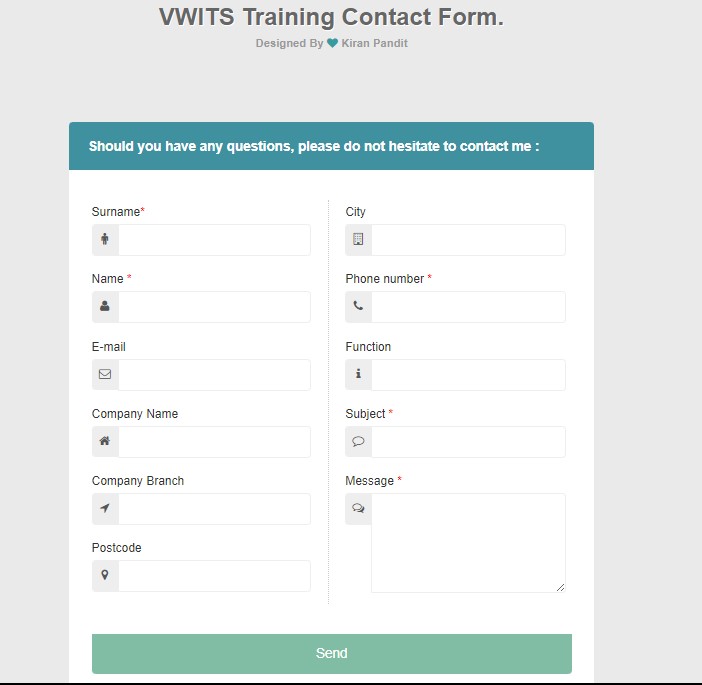 VWITS Training Contact Form.
Designed By Kiran Pandit
Should you have any questions, please do not hesitate to contact me :
Surname*
Name *
E-mail
Company Name
Company Branch
Postcode
City
Phone number *
Function
Subject *
Message *
Send